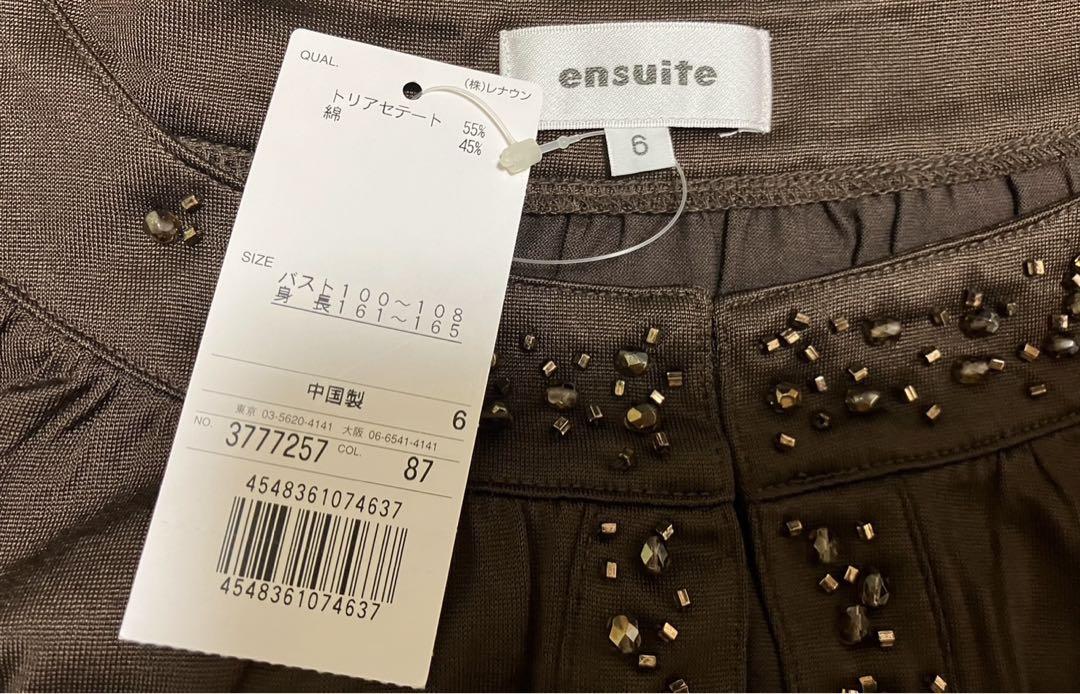 ensuite
6
QUAL.
(株)レナウン
トリアセテート 55%
綿 45%
SIZE
バスト100~108
身 長161~165
中国製 6
東京 03-5620-4141 大阪 06-6541-4141
NO. 3777257 COL. 87
4548361074637
4548361074637